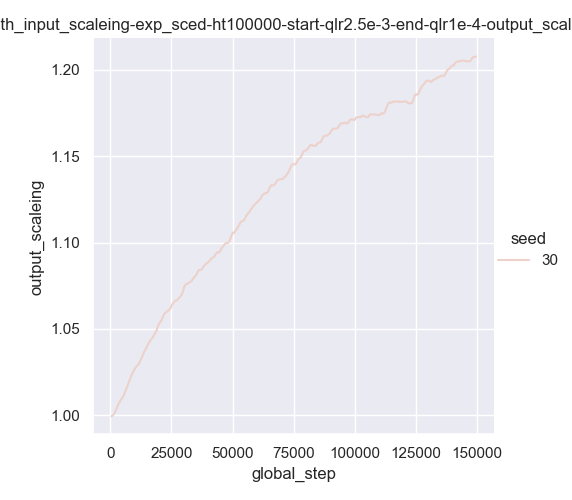 th_input_scaleing-exp_sced-ht100000-start-qlr2.5e-3-end-qlr1e-4-output_scal
1.20
1.15
1.10
1.05
1.00
output_scaleing
0 25000 50000 75000 100000 125000 150000
global_step
seed
30